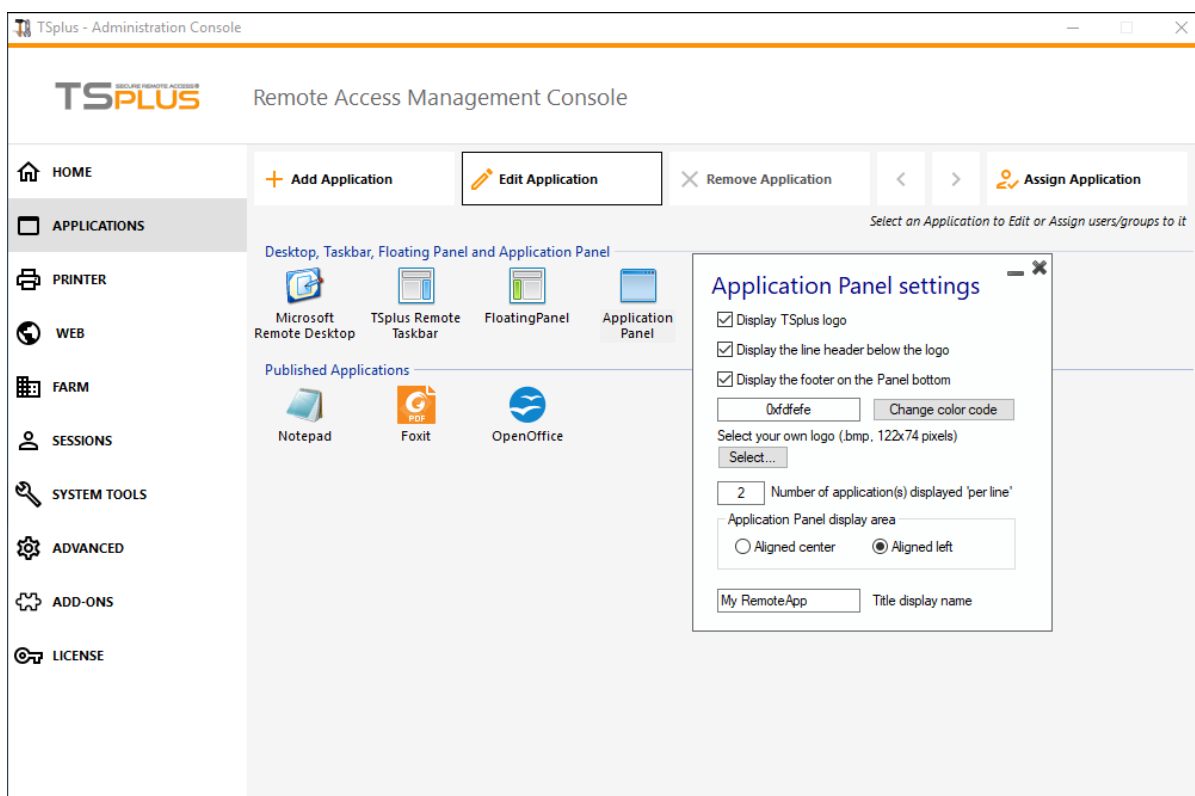 TSplus - Administration Console
TSPLUS
SECURE REMOTE ACCESS®
Remote Access Management Console
HOME
APPLICATIONS
PRINTER
WEB
FARM
SESSIONS
SYSTEM TOOLS
ADVANCED
ADD-ONS
LICENSE
Add Application
Edit Application
Remove Application
Assign Application
Select an Application to Edit or Assign users/groups to it
Desktop, Taskbar, Floating Panel and Application Panel
Microsoft
Remote Desktop
TSplus Remote
Taskbar
FloatingPanel
Application
Panel
Published Applications
Notepad
PDF
Foxit
OpenOffice
Application Panel settings
Display TSplus logo
Display the line header below the logo
Display the footer on the Panel bottom
0xfdfefe
Change color code
Select your own logo (.bmp, 122x74 pixels)
Select...
2 Number of application(s) displayed 'per line'
Application Panel display area
Aligned center
Aligned left
My RemoteApp
Title display name